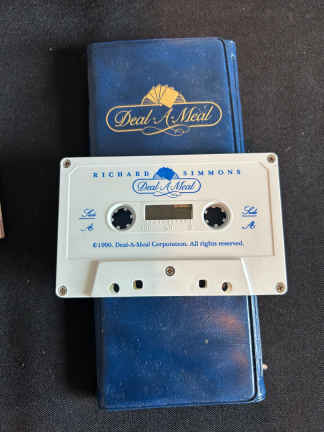 Deal-A-Meal
RICHARD SIMMONS
Deal-A-Meal
Side Side
A A
©1990. Deal-A-Meal Corporation. All rights reserved.